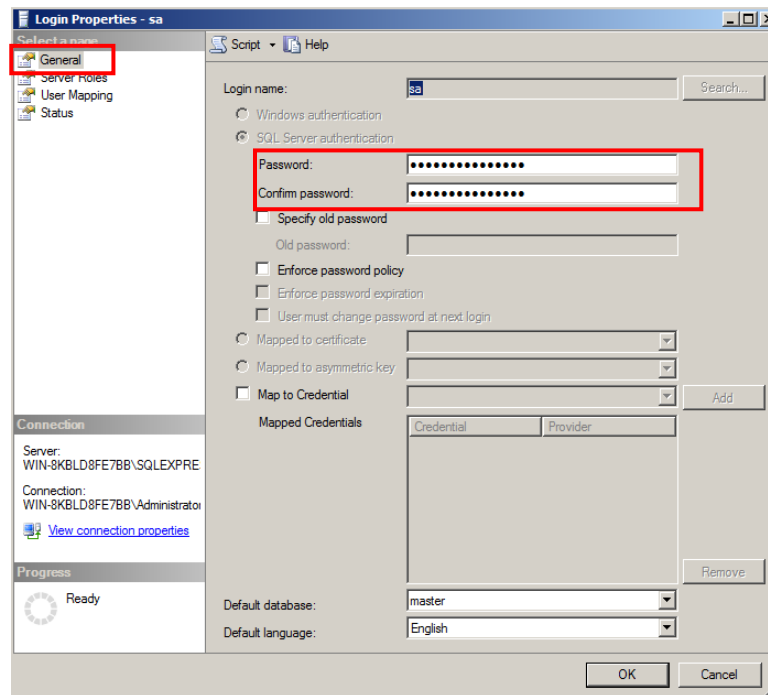 Login Properties - sa
Select a page
General
Server Roles
User Mapping
Status
Script
Help
Login name:
sa
Search...
Windows authentication
SQL Server authentication
Password:
•••••••••••••••
Confirm password:
•••••••••••••••
Specify old password
Old password:
Enforce password policy
Enforce password expiration
User must change password at next login
Mapped to certificate
Mapped to asymmetric key
Map to Credential
Add
Mapped Credentials
Credential
Provider
Remove
Connection
Server:
WIN-8KBLD8FE7BB\SQLEXPRE
Connection:
WIN-8KBLD8FE7BB\Administrator
View connection properties
Progress
Ready
Default database:
master
Default language:
English
OK
Cancel